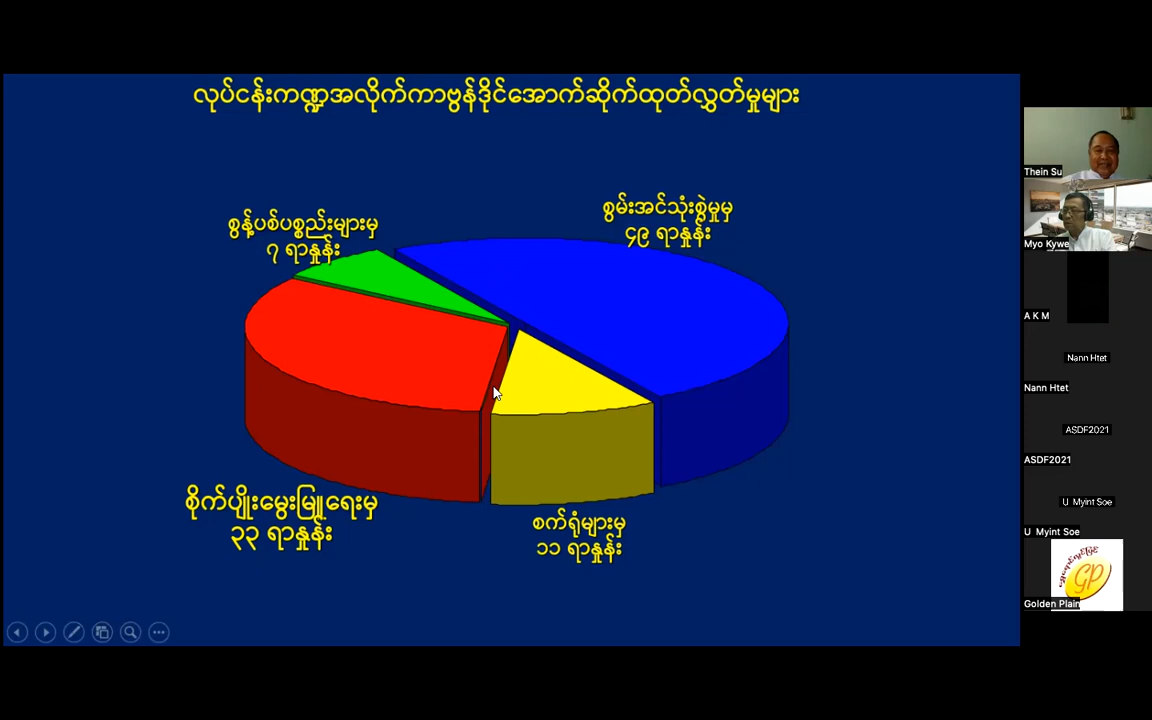 လုပ်ငန်းကဏ္ဍအလိုက်ကာဗွန်ဒိုင်အောက်ဆိုက်ထုတ်လွှတ်မှုများ
စွမ်းအင်သုံးစွဲမှုမှ
၄၉ ရာနှုန်း
စွန့်ပစ်ပစ္စည်းများမှ
၇ ရာနှုန်း
စိုက်ပျိုးမွေးမြူရေးမှ
၃၃ ရာနှုန်း
စက်ရုံများမှ
၁၁ ရာနှုန်း
Thein Su
Myo Kywe
A K M
Nann Htet
Nann Htet
ASDF2021
ASDF2021
U Myint Soe
U Myint Soe
GP
Golden Plain